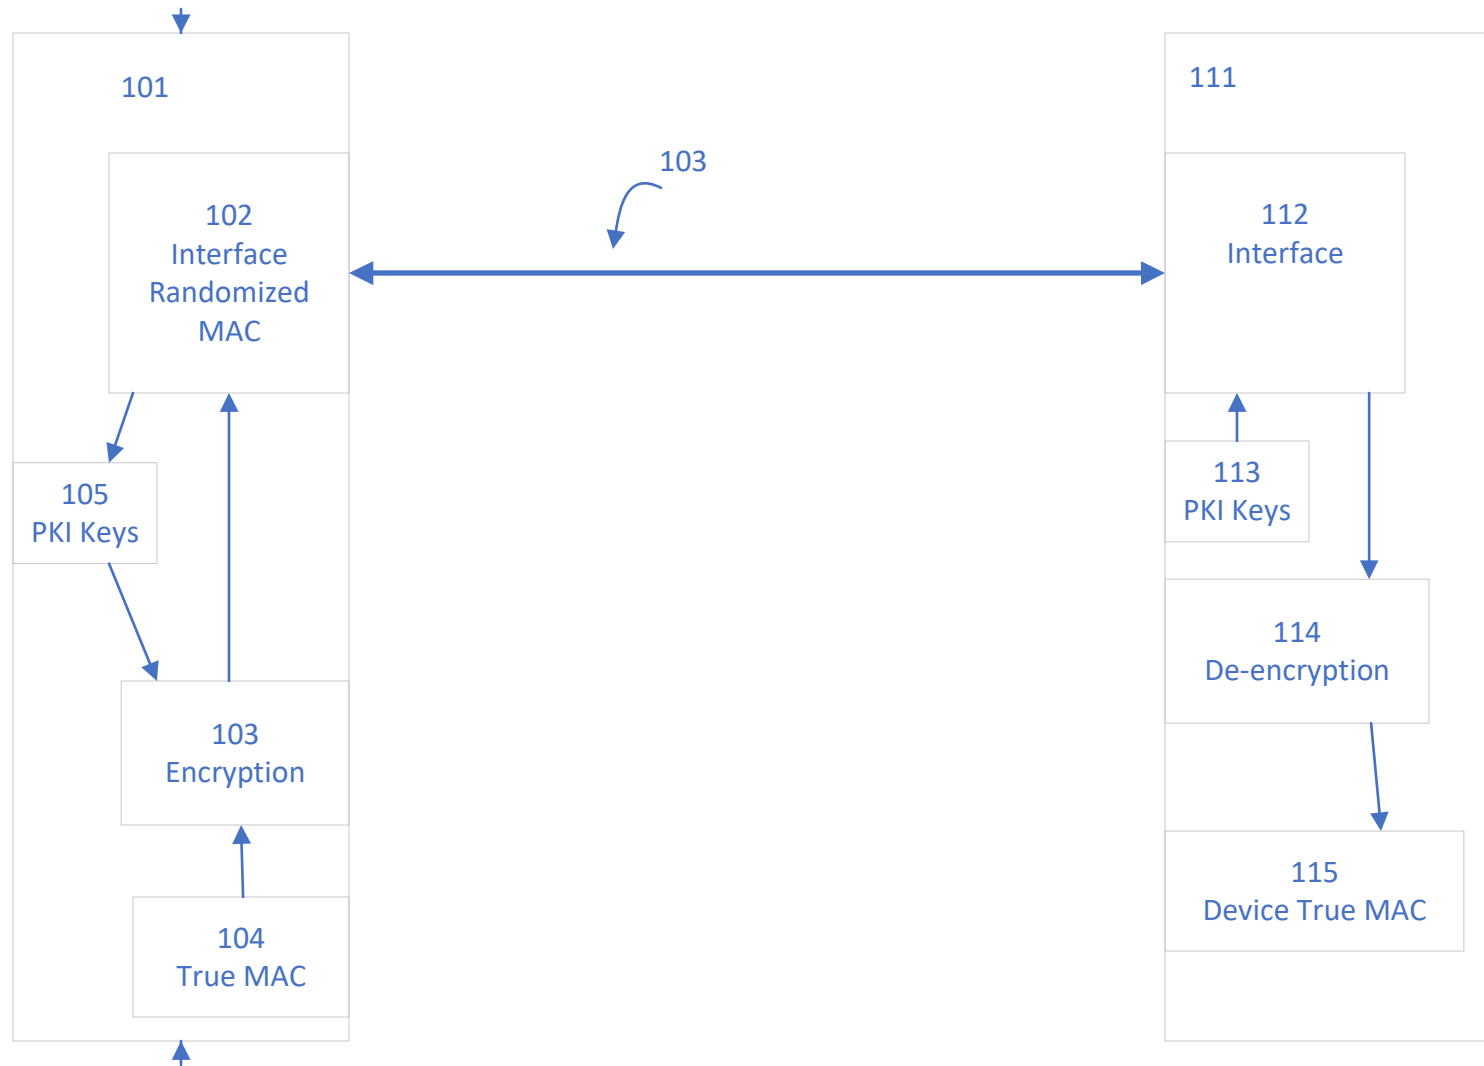 101
111
103
102
Interface
Randomized
MAC
112
Interface
105
PKI Keys
113
PKI Keys
114
De-encryption
103
Encryption
115
Device True MAC
104
True MAC